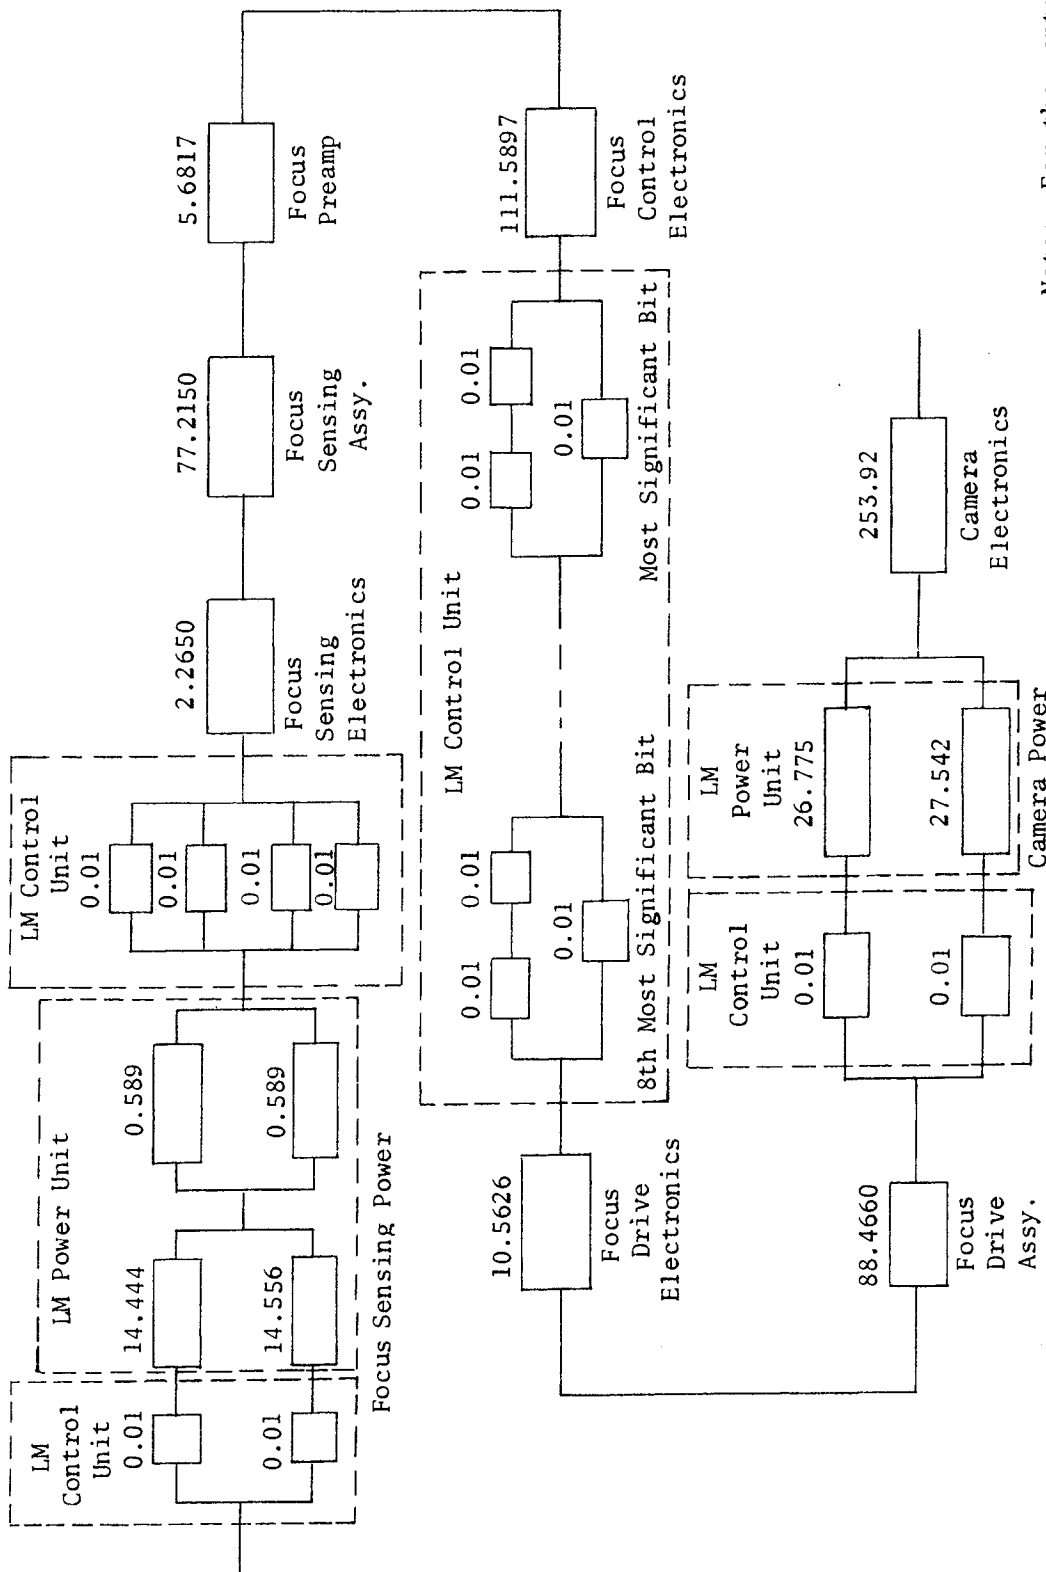 LM
Control
Unit
0.01
0.01
LM Power Unit
14.444
14.556
0.589
0.589
Focus Sensing Power
LM Control
Unit
0.01
0.01
0.01
0.01
2.2650
Focus
Sensing
Electronics
77.2150
Focus
Sensing
Assy.
5.6817
Focus
Preamp
10.5626
Focus
Drive
Electronics
LM Control Unit
0.01
0.01
0.01
8th Most Significant Bit
0.01
0.01
0.01
Most Significant Bit
111.5897
Focus
Control
Electronics
88.4660
Focus
Drive
Assy.
LM
Control
Unit
0.01
0.01
LM
Power
Unit
26.775
27.542
Camera Power
253.92
Camera
Electronics
For the